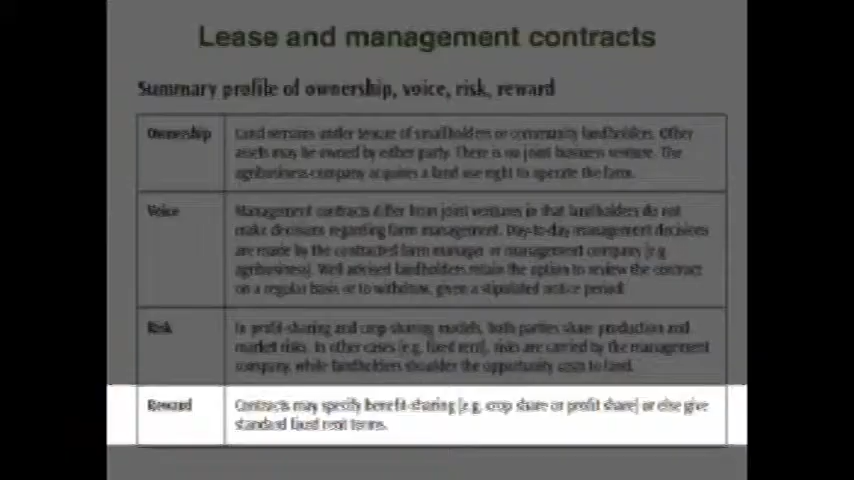 Lease and management contracts
Summary profile of ownership, voice, risk, reward
Ownership
Land remains under tenure of smallholders or community landholders. Other
assets may be owned by either party. There is no joint business venture. The
agribusiness company acquires a land use right to operate the farm.
Voice
Management contracts differ from joint ventures in that landholders do not
make decisions regarding farm management. Day-to-day management decisions
are made by the contracted farm manager or management company (e.g.
agribusiness). Well advised landholders retain the option to review the contract
on a regular basis or to withdraw, given a stipulated notice period.
Risk
In profit-sharing and crop-sharing models, both parties share production and
market risks. In other cases (e.g. fixed rent), risks are carried by the management
company, while landholders shoulder the opportunity costs to land.
Reward
Contracts may specify benefit-sharing (e.g. crop share or profit share) or else give
standard fixed rent terms.